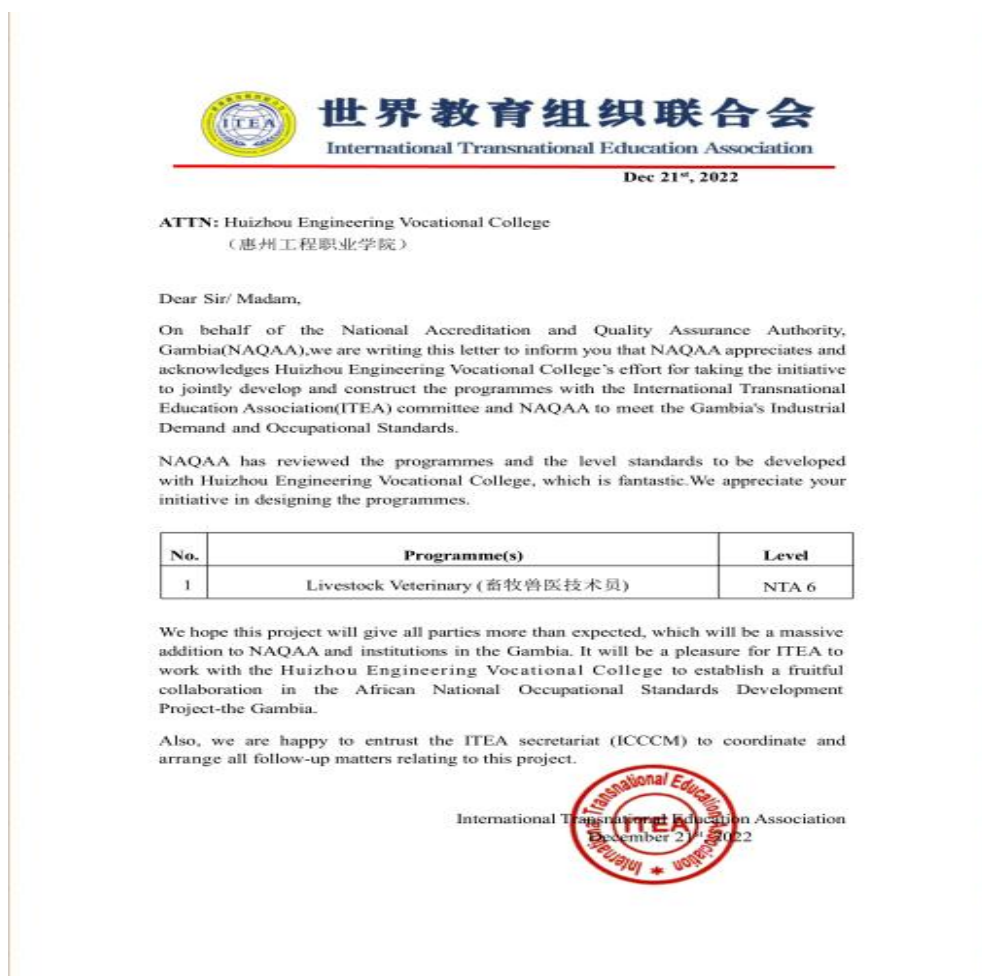 ITEA
世界教育组织联合会
International Transnational Education Association
Dec 21st, 2022
ATTN: Huizhou Engineering Vocational College
（惠州工程职业学院）
Dear Sir/ Madam,
On behalf of the National Accreditation and Quality Assurance Authority,
Gambia(NAQAA),we are writing this letter to inform you that NAQAA appreciates and
acknowledges Huizhou Engineering Vocational College's effort for taking the initiative
to jointly develop and construct the programmes with the International Transnational
Education Association(ITEA) committee and NAQAA to meet the Gambia's Industrial
Demand and Occupational Standards.
NAQAA has reviewed the programmes and the level standards to be developed
with Huizhou Engineering Vocational College, which is fantastic.We appreciate your
initiative in designing the programmes.
No. Programme(s) Level
1 Livestock Veterinary (畜牧兽医技术员) NTA 6
We hope this project will give all parties more than expected, which will be a massive
addition to NAQAA and institutions in the Gambia. It will be a pleasure for ITEA to
work with the Huizhou Engineering Vocational College to establish a fruitful
collaboration in the African National Occupational Standards Development
Project-the Gambia.
Also, we are happy to entrust the ITEA secretariat (ICCCM) to coordinate and
arrange all follow-up matters relating to this project.
International Transnational Education Association
December 21st, 2022
International Transnational Education Association
ITEA